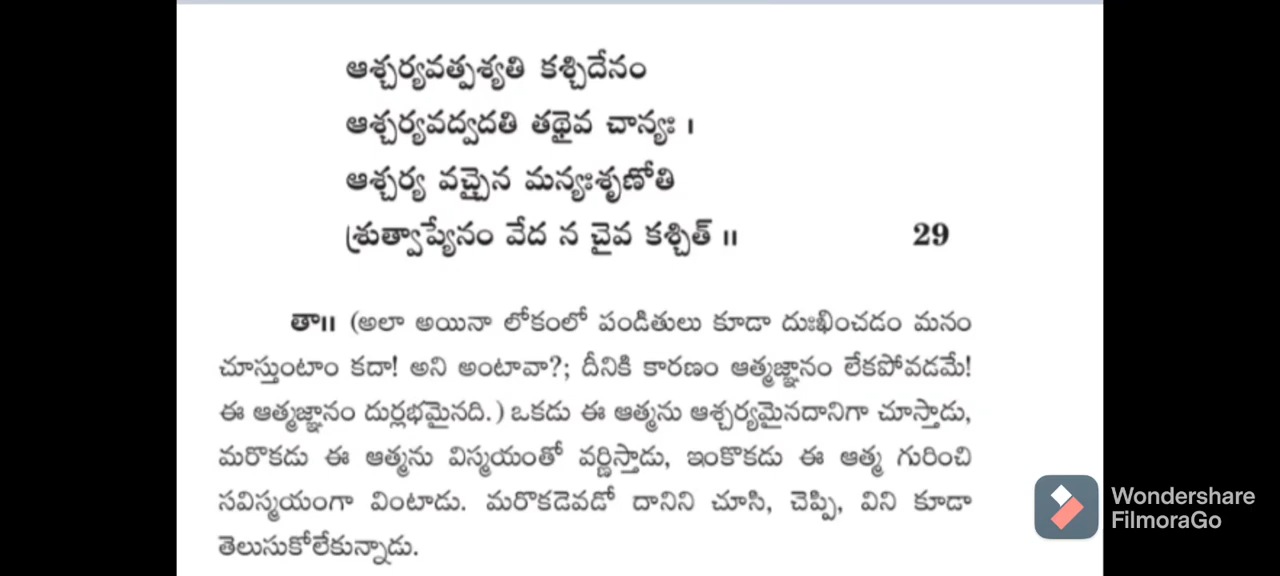 ఆశ్చర్యవత్పశ్యతి కశ్చిదేనం
ఆశ్చర్యవద్వదతి తథైవ చాన్యః ।
ఆశ్చర్య వచ్చైన మన్యఃశృణోతి
శ్రుత్వాప్యేనం వేద న చైవ కశ్చిత్ ॥ 29
తా॥ (అలా అయినా లోకంలో పండితులు కూడా దుఃఖించడం మనం
చూస్తుంటాం కదా! అని అంటావా?; దీనికి కారణం ఆత్మజ్ఞానం లేకపోవడమే!
ఈ ఆత్మజ్ఞానం దుర్లభమైనది.) ఒకడు ఈ ఆత్మను ఆశ్చర్యమైనదానిగా చూస్తాడు,
మరొకడు ఈ ఆత్మను విస్మయంతో వర్ణిస్తాడు, ఇంకొకడు ఈ ఆత్మ గురించి
సవిస్మయంగా వింటాడు. మరొకడెవడో దానిని చూసి, చెప్పి, విని కూడా
తెలుసుకోలేకున్నాడు.
Wondershare
FilmoraGo